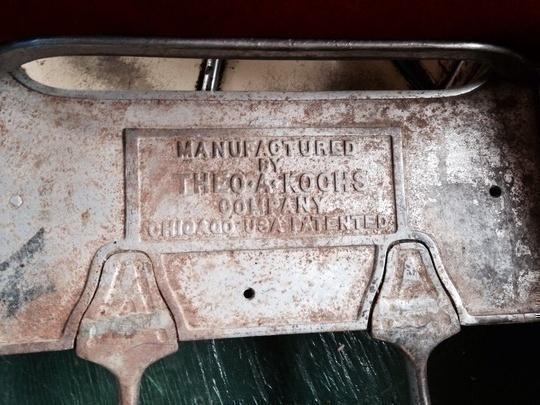 MANUFACTURED
BY
THEO·A·KOCHS
COMPANY
CHICAGO USA PATENTED